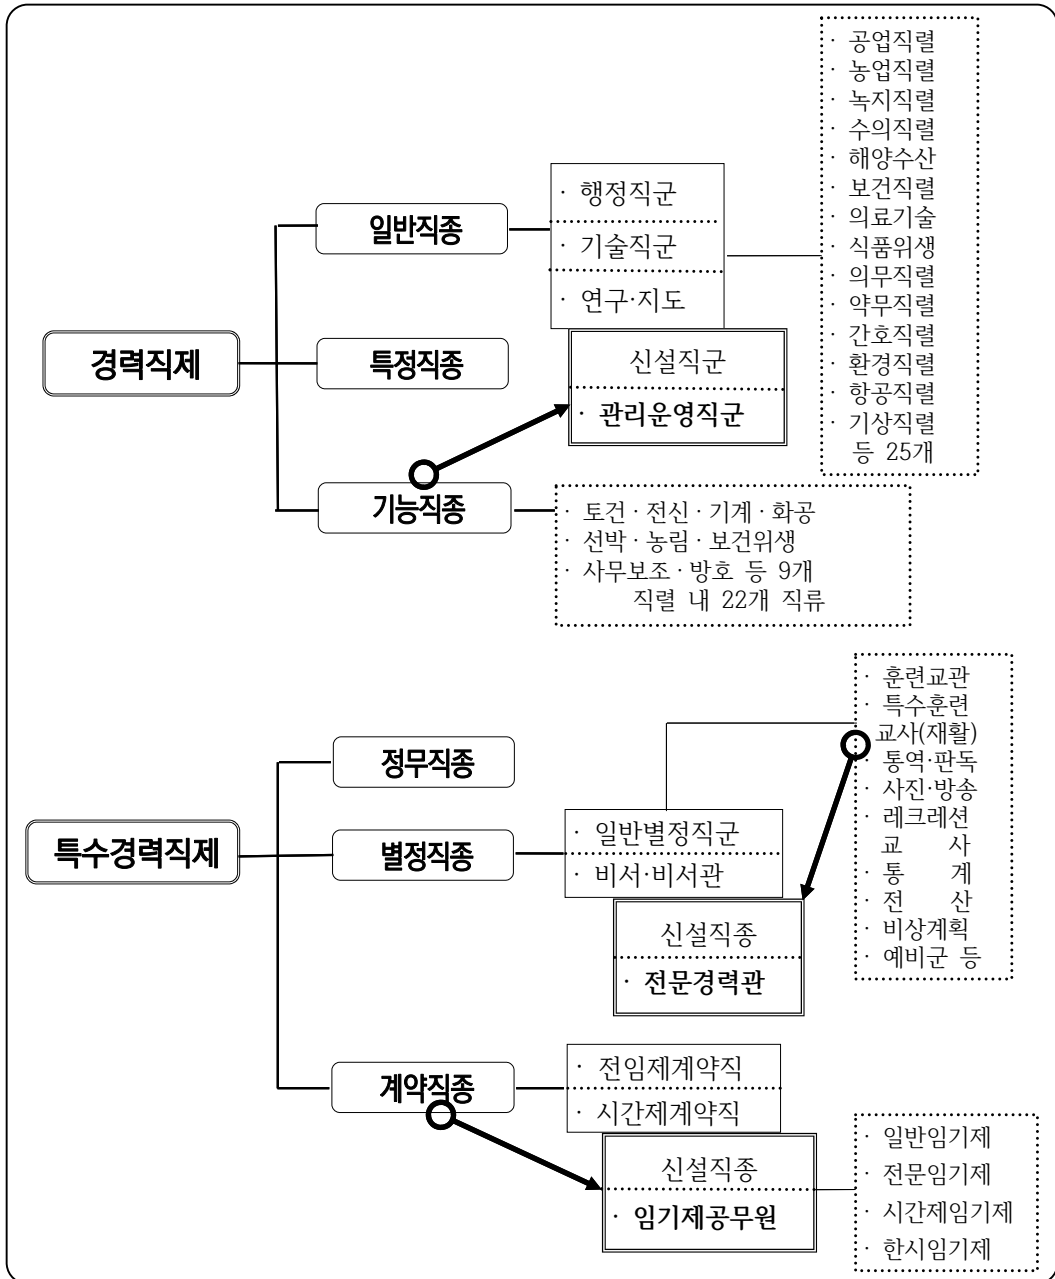 경력직제
일반직종
· 행정직군
· 기술직군
· 연구·지도
· 공업직렬
· 농업직렬
· 녹지직렬
· 수의직렬
· 해양수산
· 보건직렬
· 의료기술
· 식품위생
· 의무직렬
· 약무직렬
· 간호직렬
· 환경직렬
· 항공직렬
· 기상직렬
등 25개
특정직종
신설직군
· 관리운영직군
기능직종
· 토건 · 전신 · 기계 · 화공
· 선박 · 농림 · 보건위생
· 사무보조 · 방호 등 9개
직렬 내 22개 직류
특수경력직제
정무직종
별정직종
· 일반별정직군
· 비서·비서관
· 훈련교관
· 특수훈련
교사(재활)
· 통역·판독
· 사진·방송
· 레크레션
교 사
· 통 계
· 전 산
· 비상계획
· 예비군 등
신설직종
· 전문경력관
계약직종
· 전임제계약직
· 시간제계약직
신설직종
· 임기제공무원
· 일반임기제
· 전문임기제
· 시간제임기제
· 한시임기제